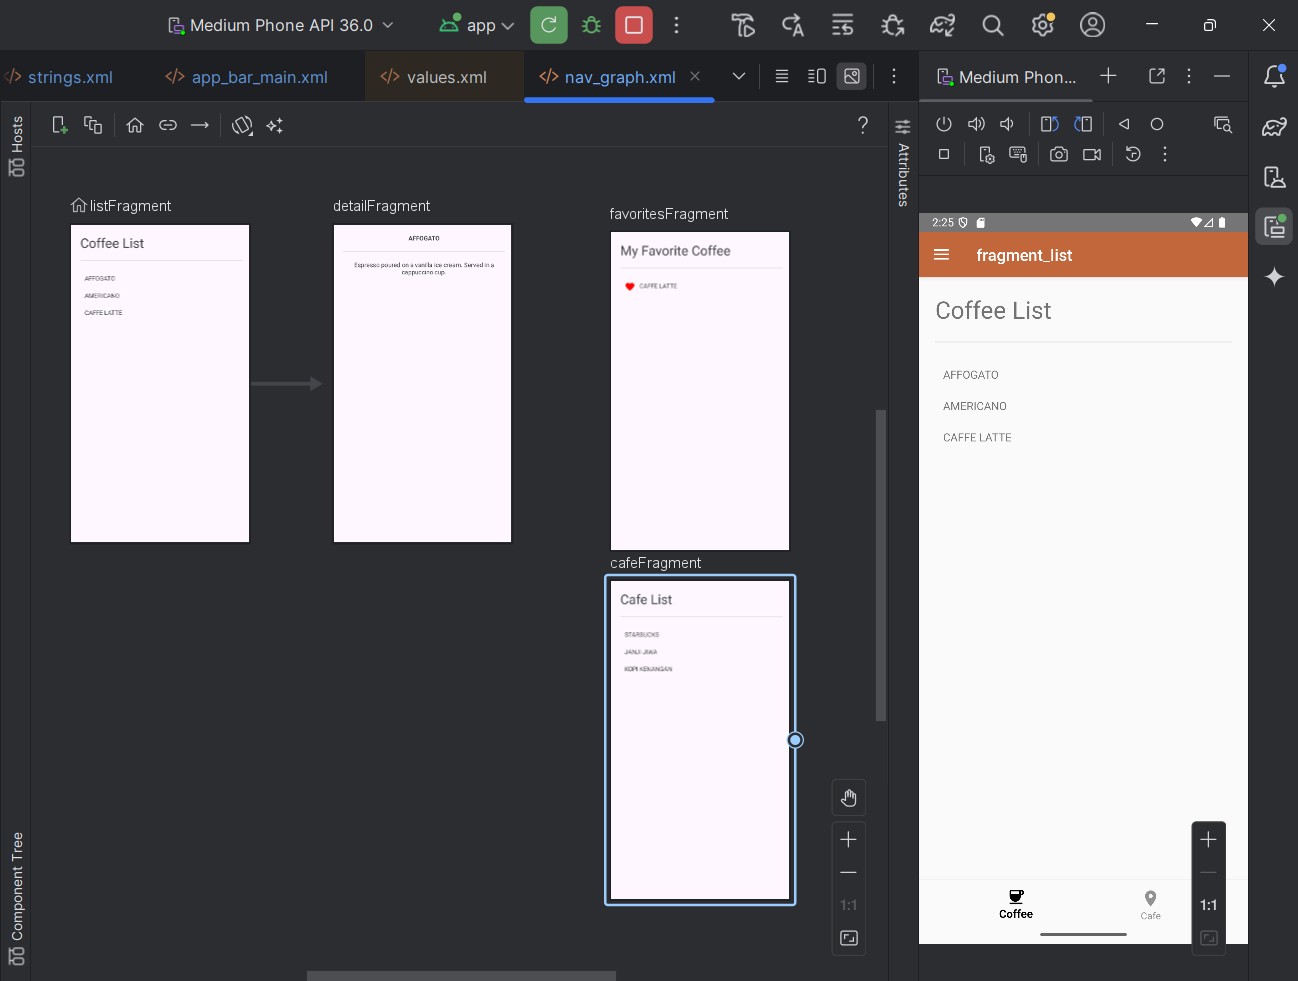 Medium Phone API 36.0
app
strings.xml
app_bar_main.xml
values.xml
nav_graph.xml
Medium Phon...
Hosts
?
Attributes
listFragment
Coffee List
AFFOGATO
AMERICANO
CAFFE LATTE
detailFragment
AFFOGATO
Espresso poured on a vanilla ice cream. Served in a
cappuccino cup.
favoritesFragment
My Favorite Coffee
CAFFE LATTE
cafeFragment
Cafe List
STARBUCKS
JANJI JIWA
KOPI KENANGAN
1:1
Component Tree
2:25
fragment_list
Coffee List
AFFOGATO
AMERICANO
CAFFE LATTE
Coffee
Cafe
1:1